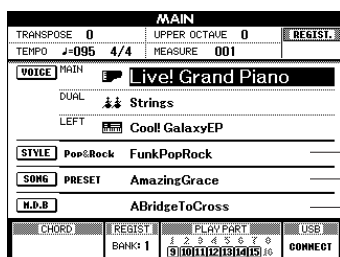 MAIN
TRANSPOSE 0 UPPER OCTAVE 0 REGIST.
TEMPO ♩=095 4/4 MEASURE 001
VOICE MAIN Live! Grand Piano
DUAL Strings
LEFT Cool! GalaxyEP
STYLE Pop&Rock FunkPopRock
SONG PRESET AmazingGrace
M.D.B ABridgeToCross
CHORD REGIST PLAY PART USB
BANK: 1 1 2 3 4 5 6 7 8 CONNECT
9 10 11 12 13 14 15 16